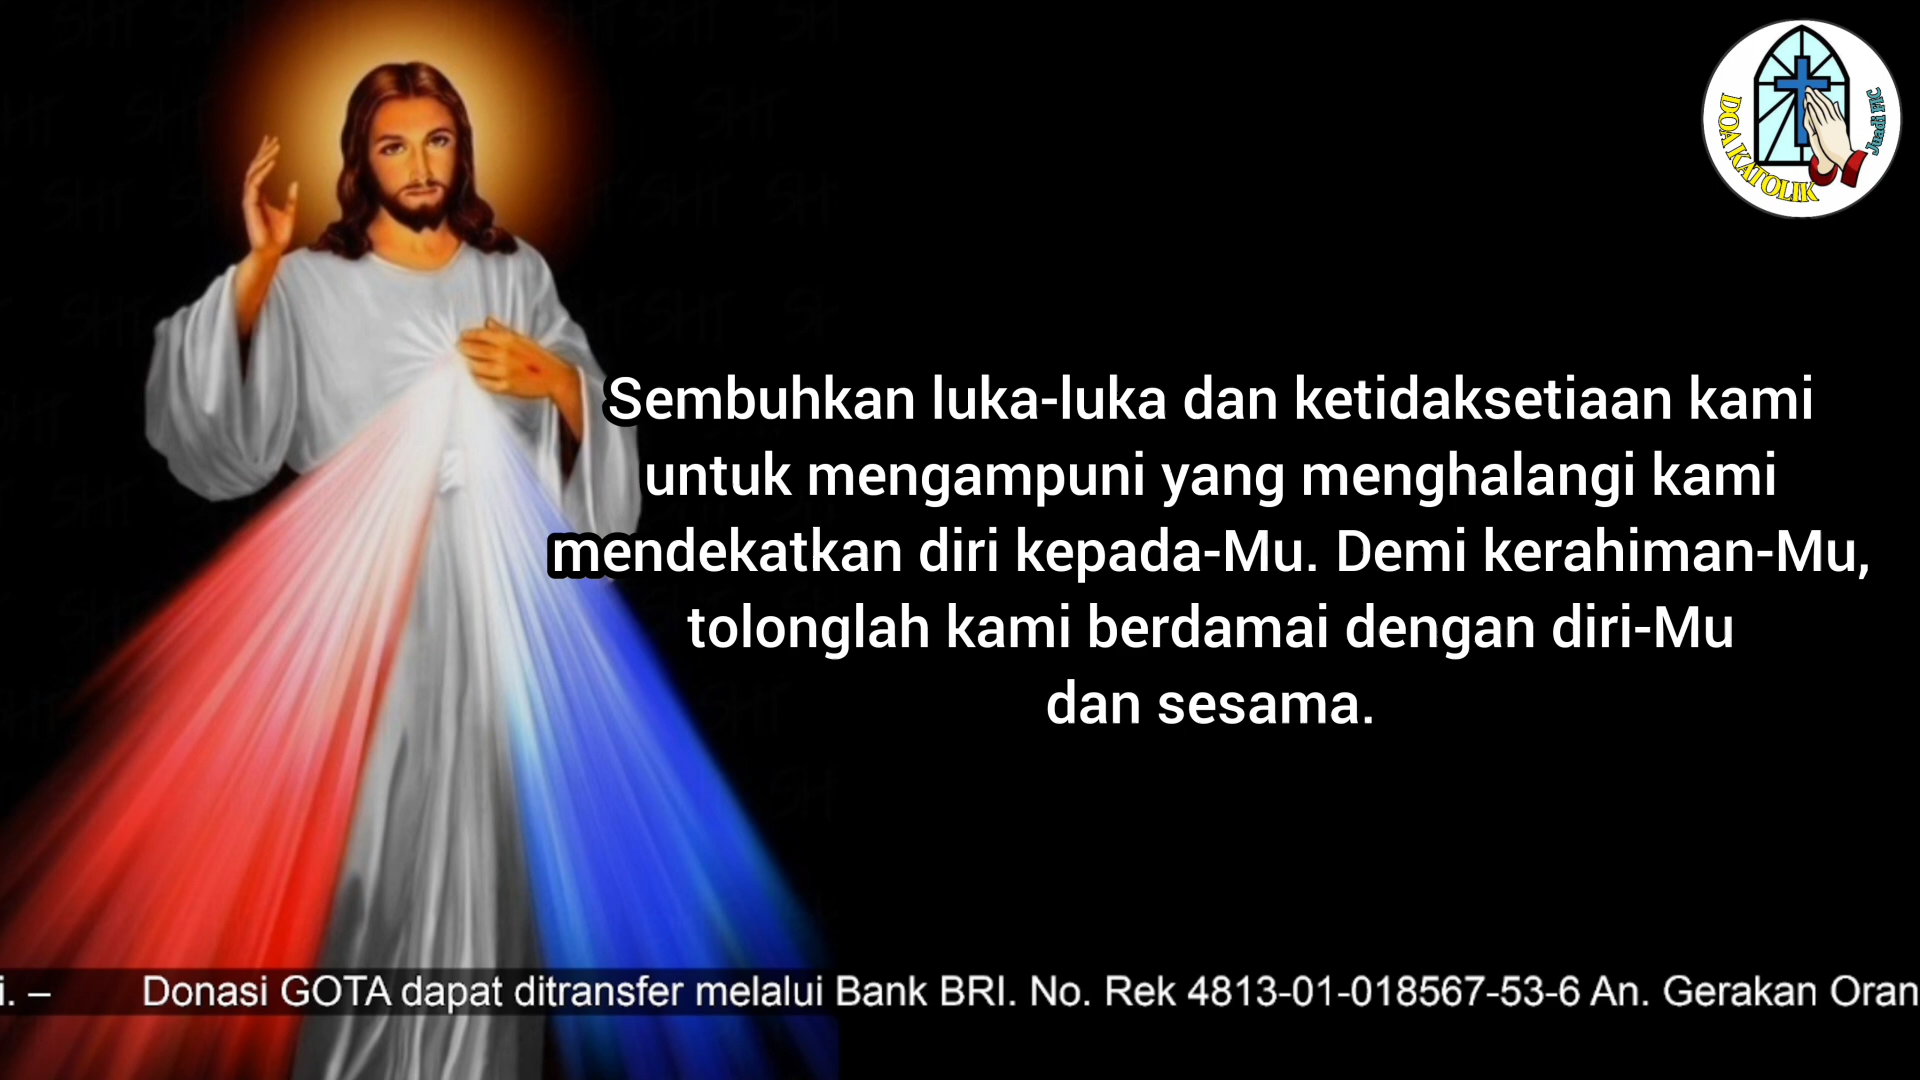 DOA KATOLIK
Juadi FIC
Sembuhkan luka-luka dan ketidaksetiaan kami
untuk mengampuni yang menghalangi kami
mendekatkan diri kepada-Mu. Demi kerahiman-Mu,
tolonglah kami berdamai dengan diri-Mu
dan sesama.
i. – Donasi GOTA dapat ditransfer melalui Bank BRI. No. Rek 4813-01-018567-53-6 An. Gerakan Oran